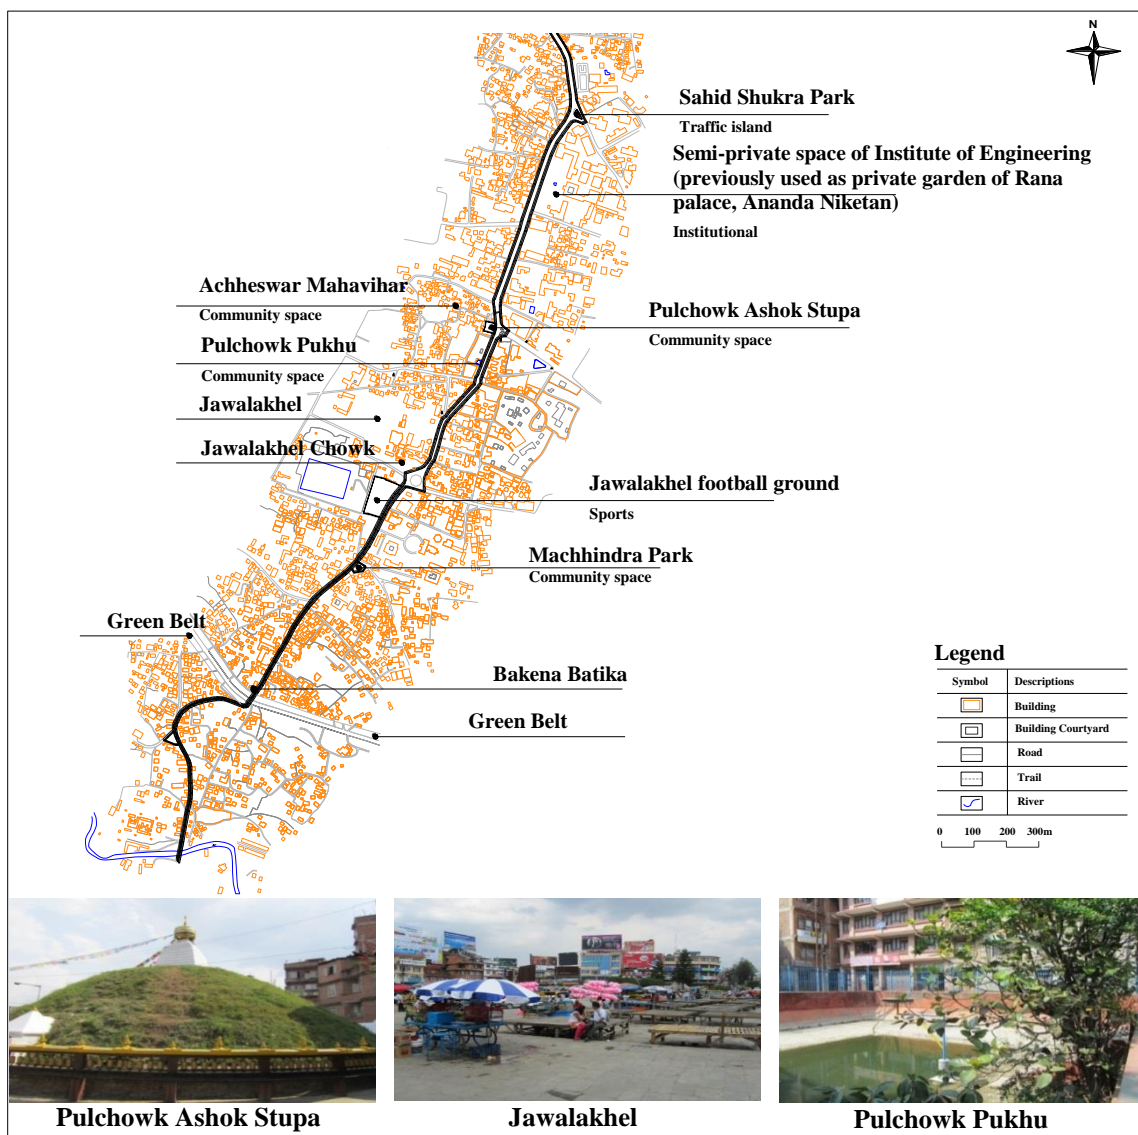 N
Sahid Shukra Park
Traffic island
Semi-private space of Institute of Engineering
(previously used as private garden of Rana
palace, Ananda Niketan)
Institutional
Achheswar Mahavihar
Community space
Pulchowk Ashok Stupa
Community space
Pulchowk Pukhu
Community space
Jawalakhel
Jawalakhel Chowk
Jawalakhel football ground
Sports
Machhindra Park
Community space
Green Belt
Bakena Batika
Green Belt
Legend
Symbol Descriptions
Building
Building Courtyard
Road
Trail
River
0 100 200 300m
Pulchowk Ashok Stupa
Jawalakhel
Pulchowk Pukhu